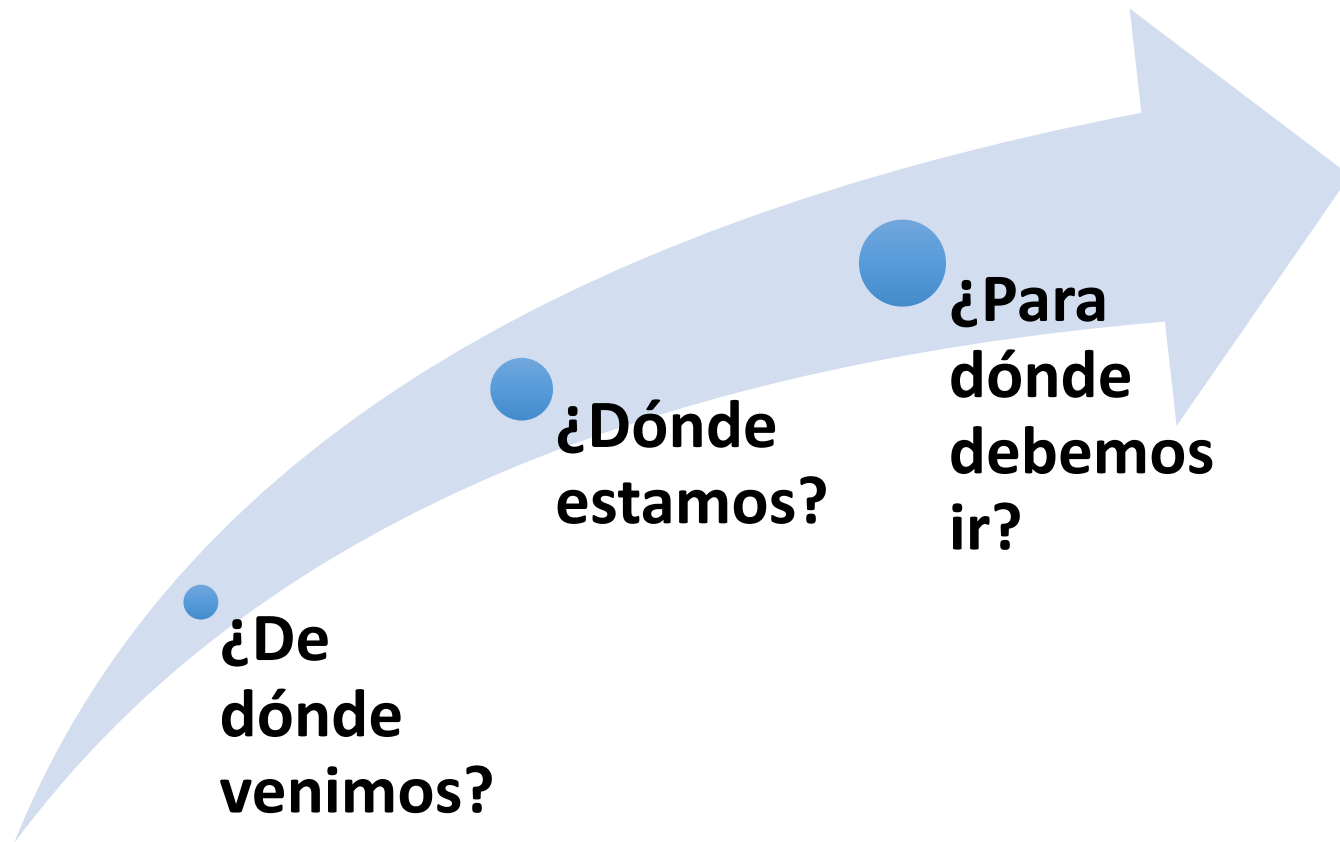 ¿De
dónde
venimos?
¿Dónde
estamos?
¿Para
dónde
debemos
ir?